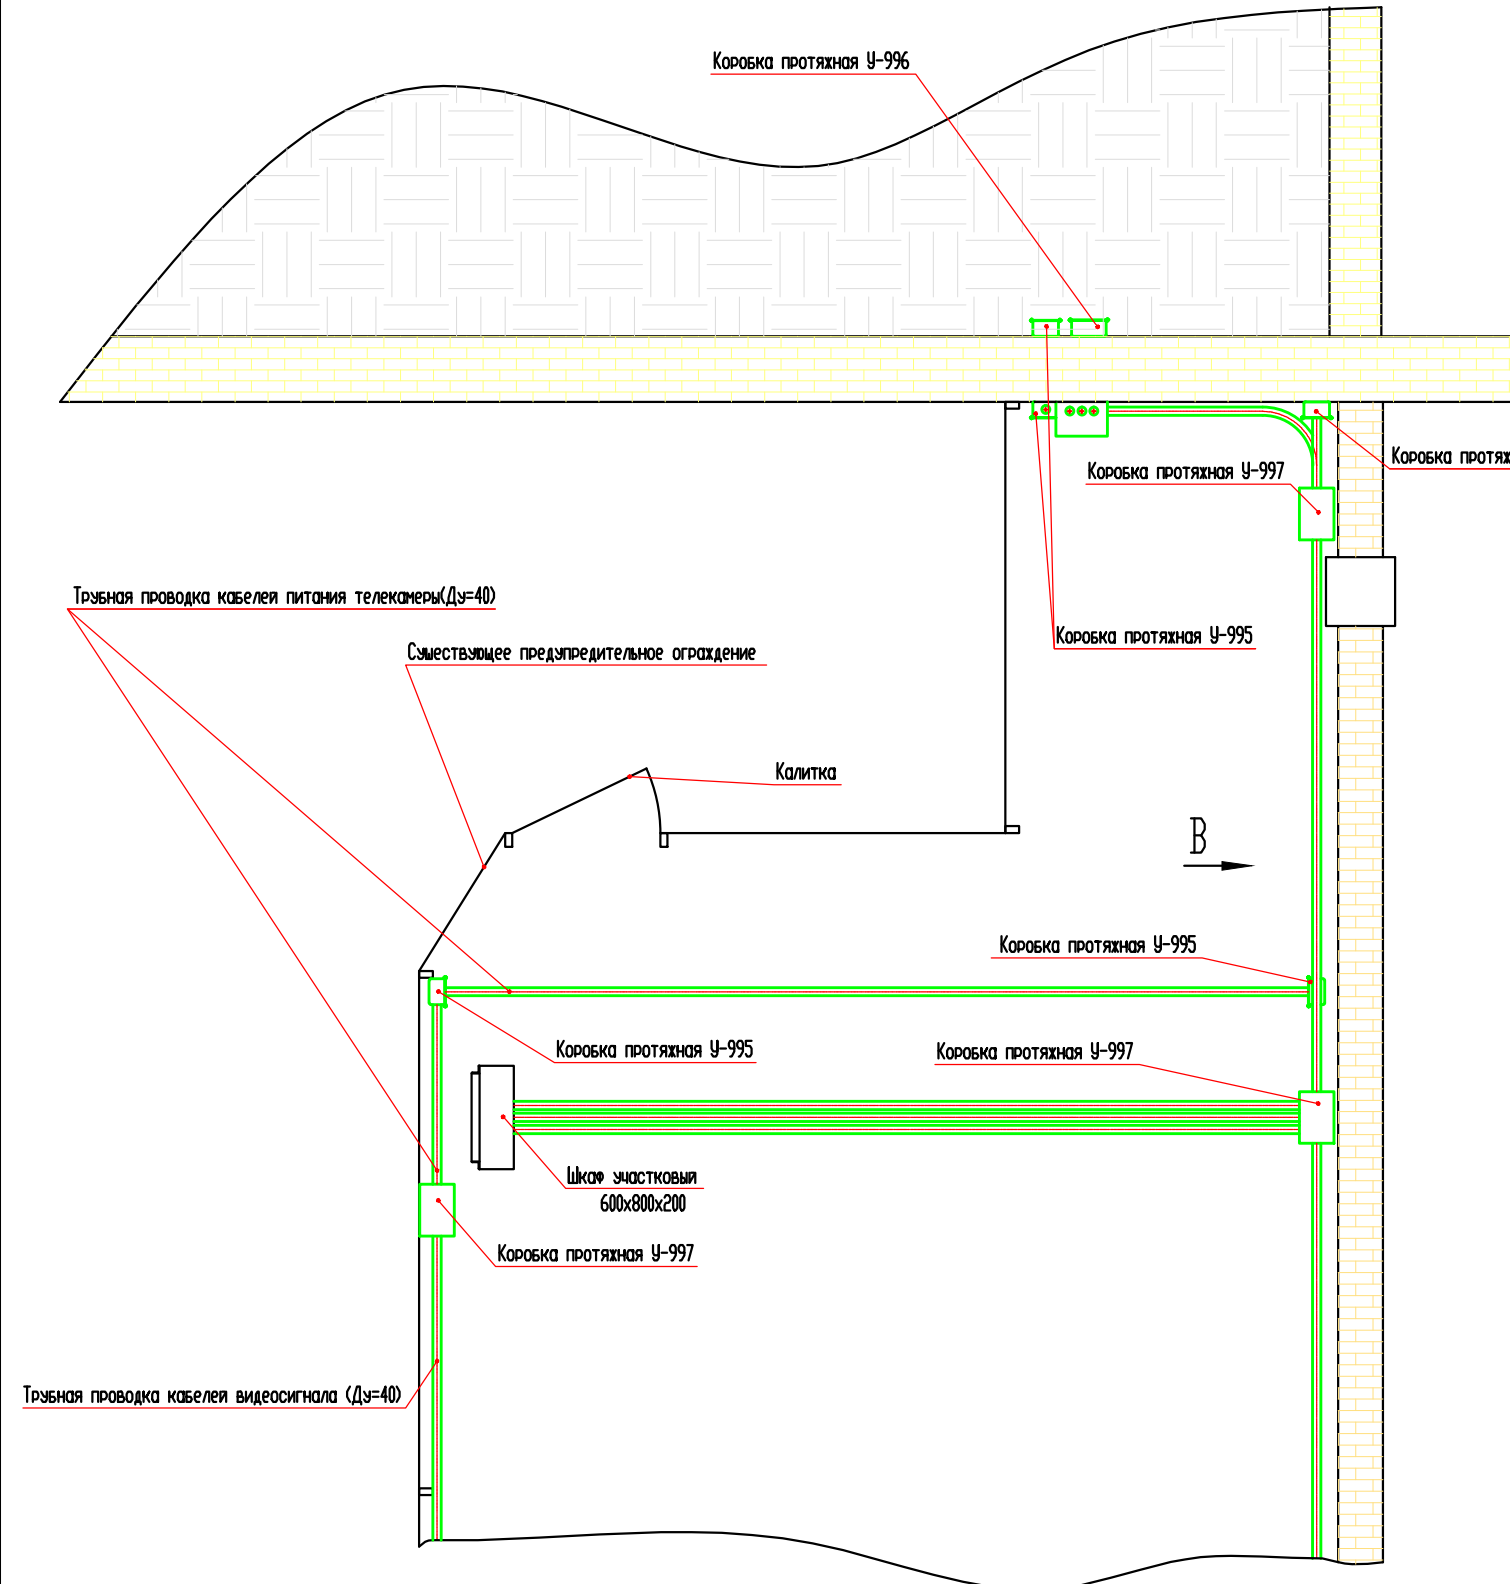 Коробка протяжная У-996
Коробка протяж
Коробка протяжная У-997
Трубная проводка кабелей питания телекамеры(Ду=40)
Коробка протяжная У-995
Существующее предупредительное ограждение
Калитка
В
Коробка протяжная У-995
Коробка протяжная У-995
Коробка протяжная У-997
Шкаф участковый
600х800х200
Коробка протяжная У-997
Трубная проводка кабелей видеосигнала (Ду=40)